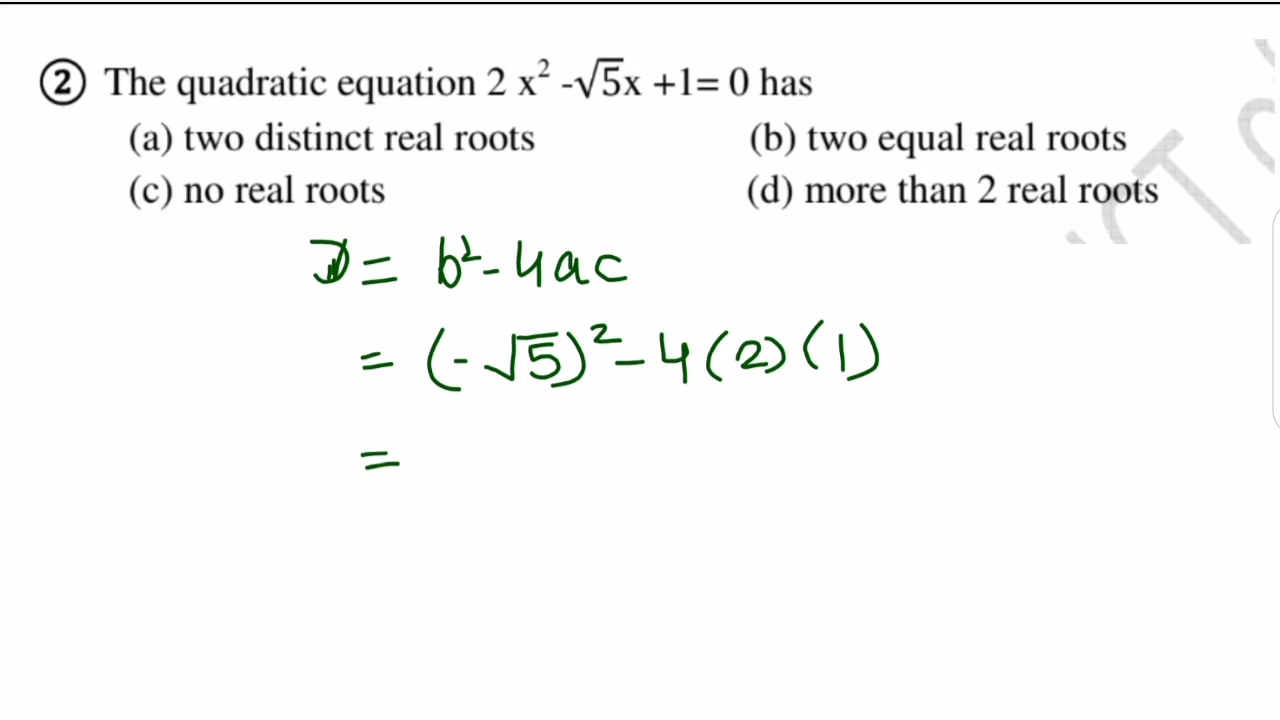 ② The quadratic equation 2 x² -√5x +1= 0 has
(a) two distinct real roots (b) two equal real roots
(c) no real roots (d) more than 2 real roots
D = b² - 4ac
= (-√5)² - 4(2)(1)
=